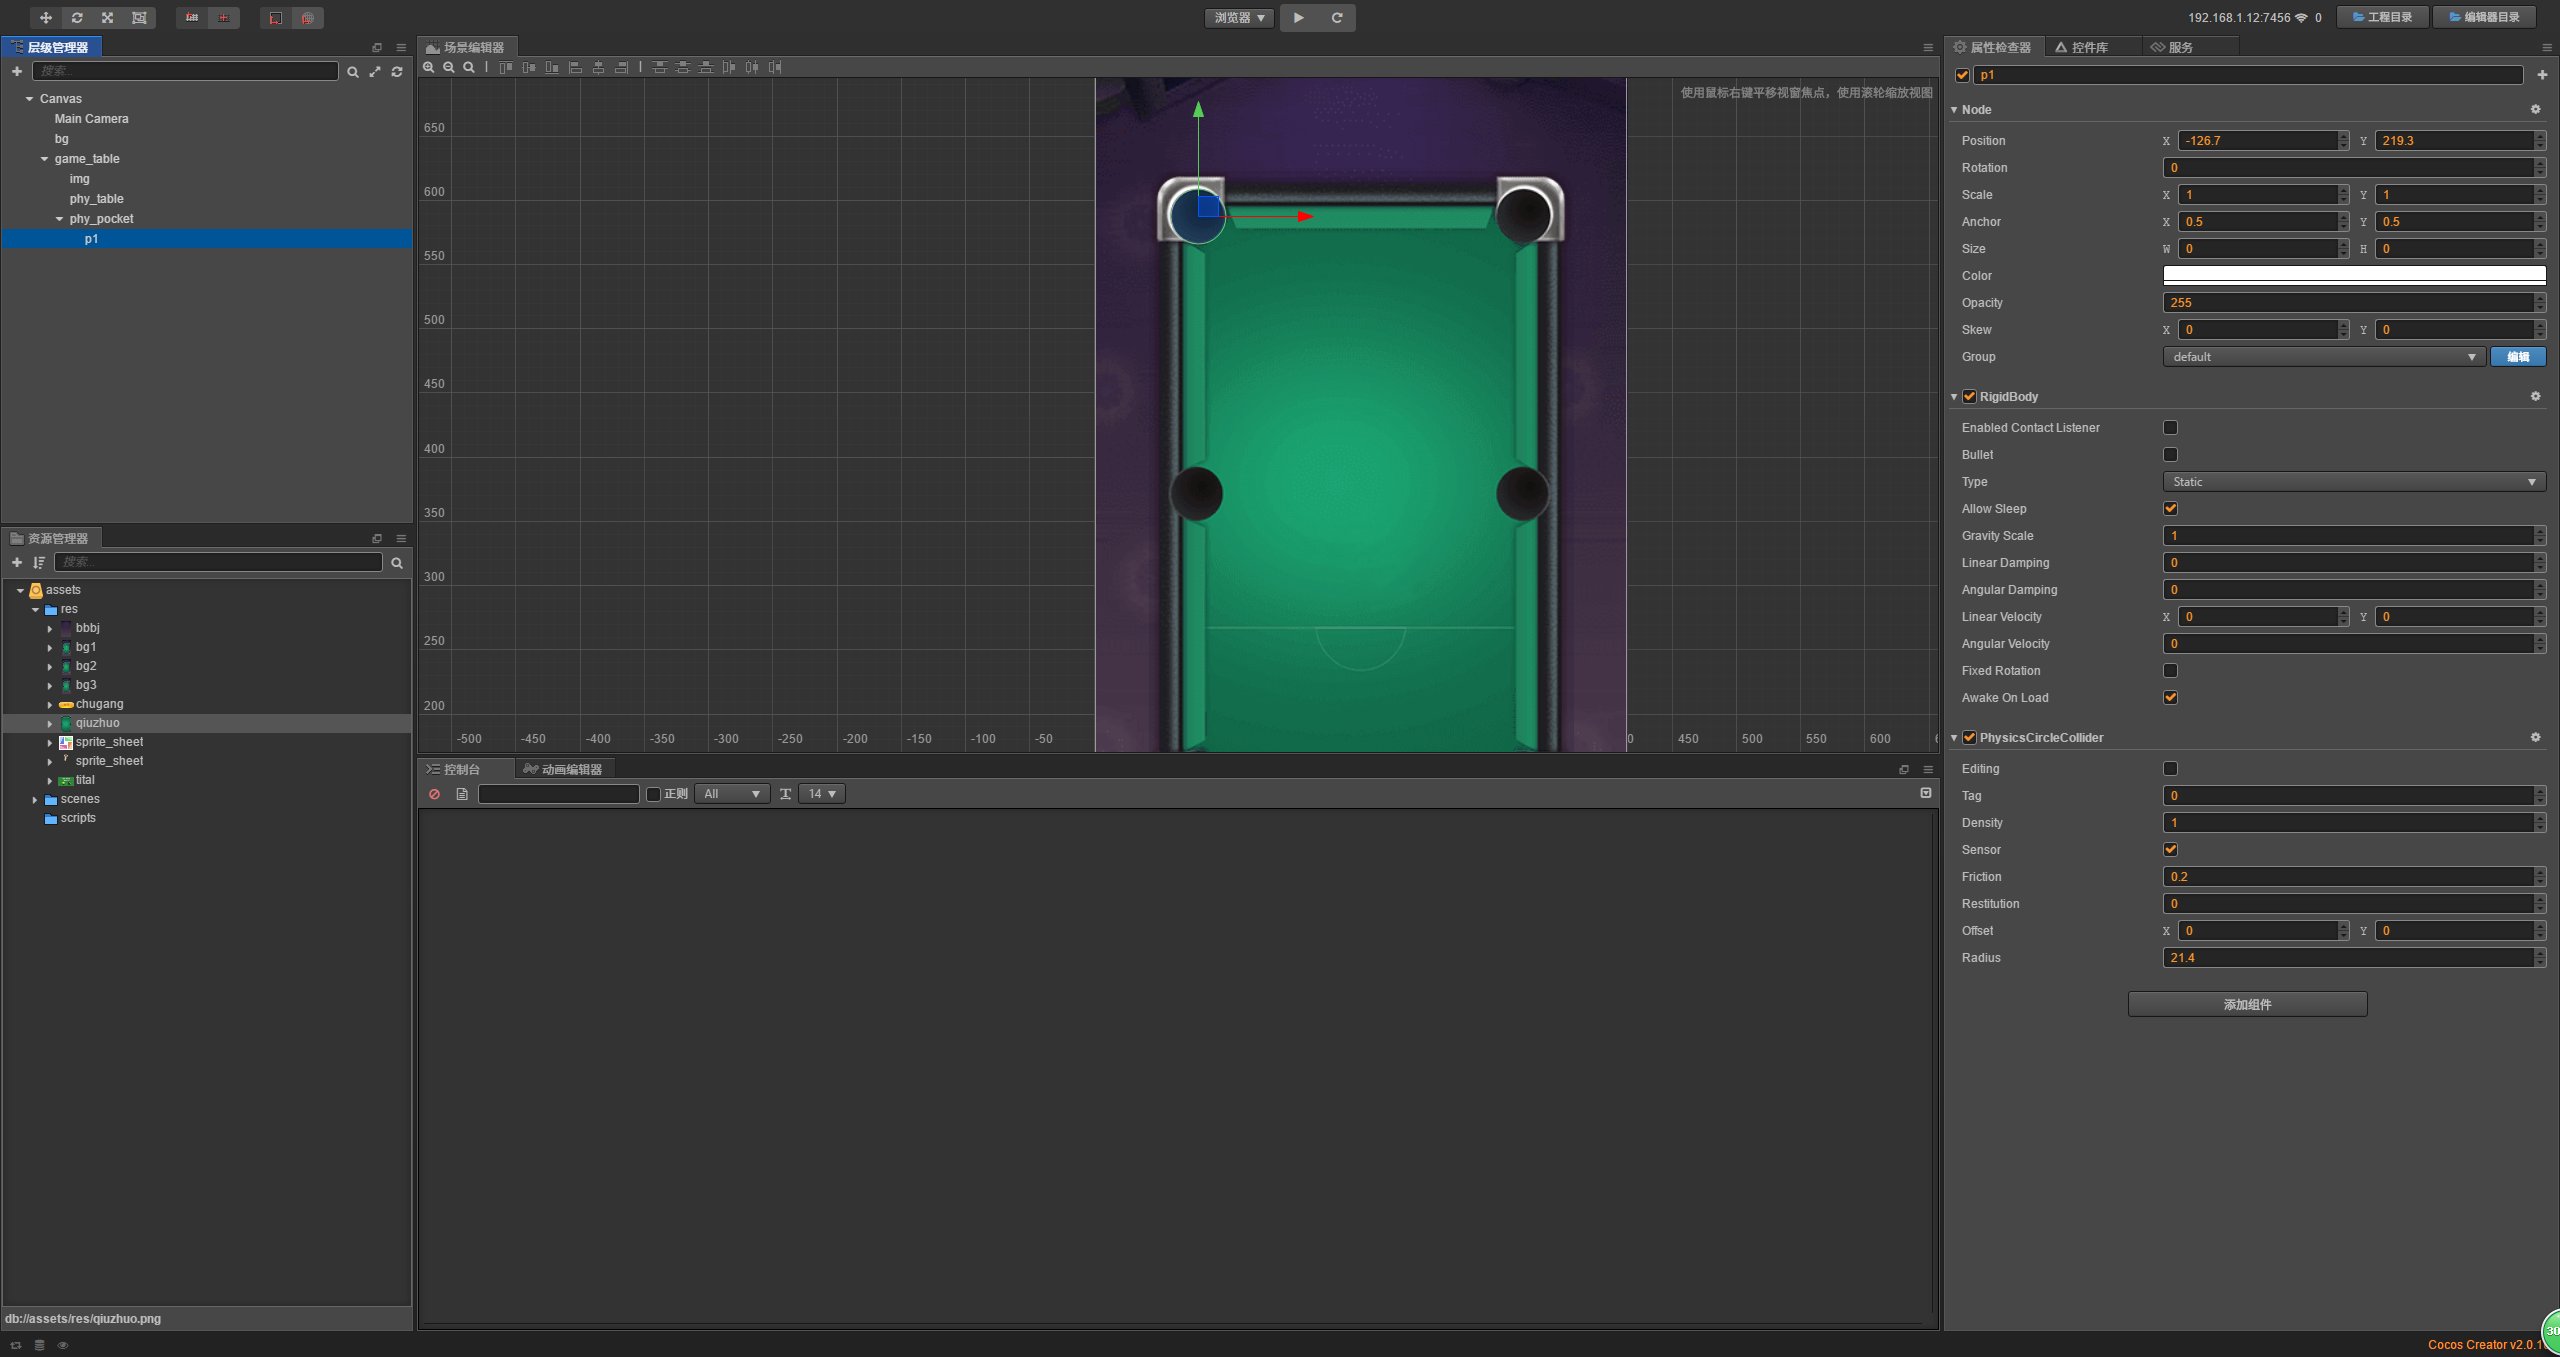 浏览器
192.168.1.12:7456 0
工程目录
编辑器目录
层级管理器
搜索...
Canvas
Main Camera
bg
game_table
img
phy_table
phy_pocket
p1
资源管理器
搜索...
assets
res
bbbj
bg1
bg2
bg3
chugang
qiuzhuo
sprite_sheet
sprite_sheet
tital
scenes
scripts
db://assets/res/qiuzhuo.png
场景编辑器
使用鼠标右键平移视窗焦点，使用滚轮缩放视图
650
600
550
500
450
400
350
300
250
200
-500 -450 -400 -350 -300 -250 -200 -150 -100 -50 0 450 500 550 600
控制台
动画编辑器
正则 All 14
属性检查器
控件库
服务
p1
Node
Position X -126.7 Y 219.3
Rotation 0
Scale X 1 Y 1
Anchor X 0.5 Y 0.5
Size W 0 H 0
Color
Opacity 255
Skew X 0 Y 0
Group default 编辑
RigidBody
Enabled Contact Listener
Bullet
Type Static
Allow Sleep
Gravity Scale 1
Linear Damping 0
Angular Damping 0
Linear Velocity X 0 Y 0
Angular Velocity 0
Fixed Rotation
Awake On Load
PhysicsCircleCollider
Editing
Tag 0
Density 1
Sensor
Friction 0.2
Restitution 0
Offset X 0 Y 0
Radius 21.4
添加组件
Cocos Creator v2.0.1
30